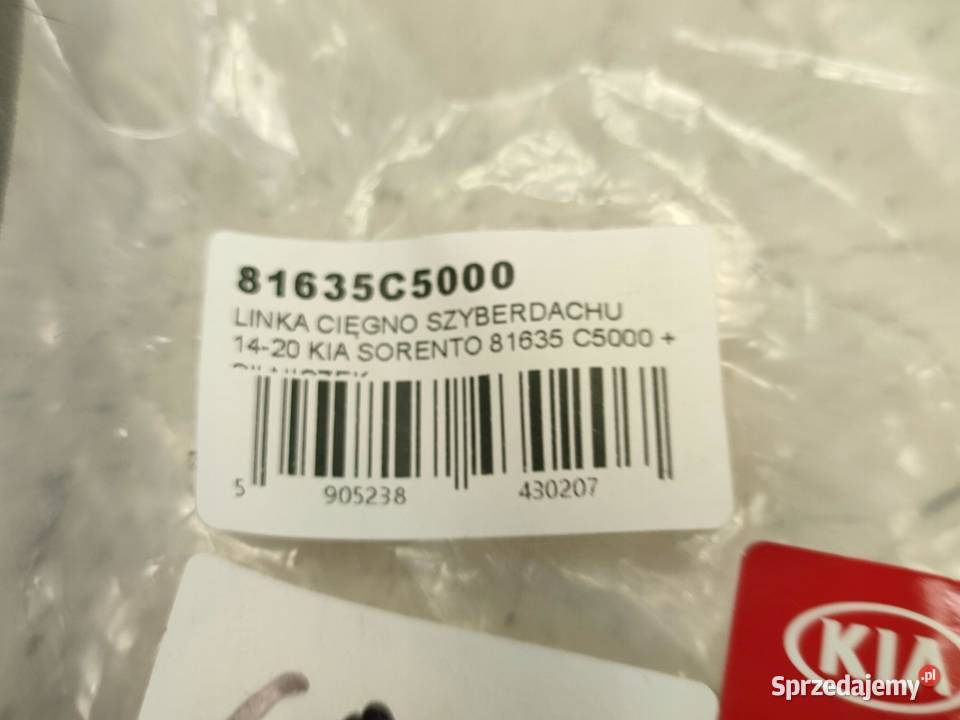 81635C5000
LINKA CIĘGNO SZYBERDACHU
14-20 KIA SORENTO 81635 C5000 +
5 905238 430207
KIA
Sprzedajemy.pl